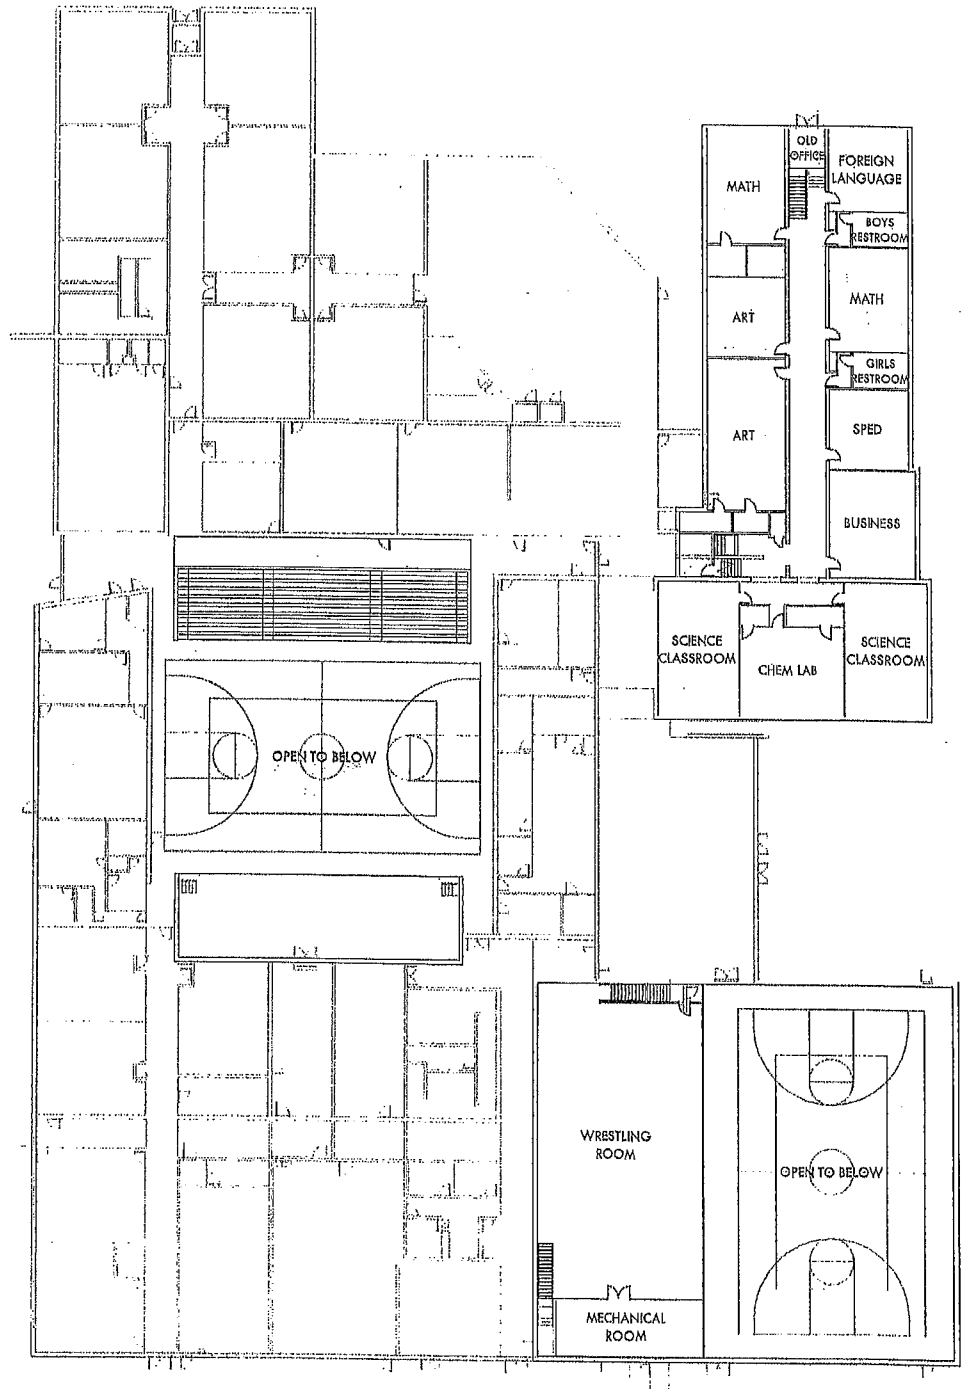 OLD
OFFICE
FOREIGN
LANGUAGE
MATH
BOYS
RESTROOM
MATH
ART
GIRLS
RESTROOM
ART
SPED
BUSINESS
SCIENCE
CLASSROOM
CHEM LAB
SCIENCE
CLASSROOM
OPEN TO BELOW
WRESTLING
ROOM
OPEN TO BELOW
MECHANICAL
ROOM